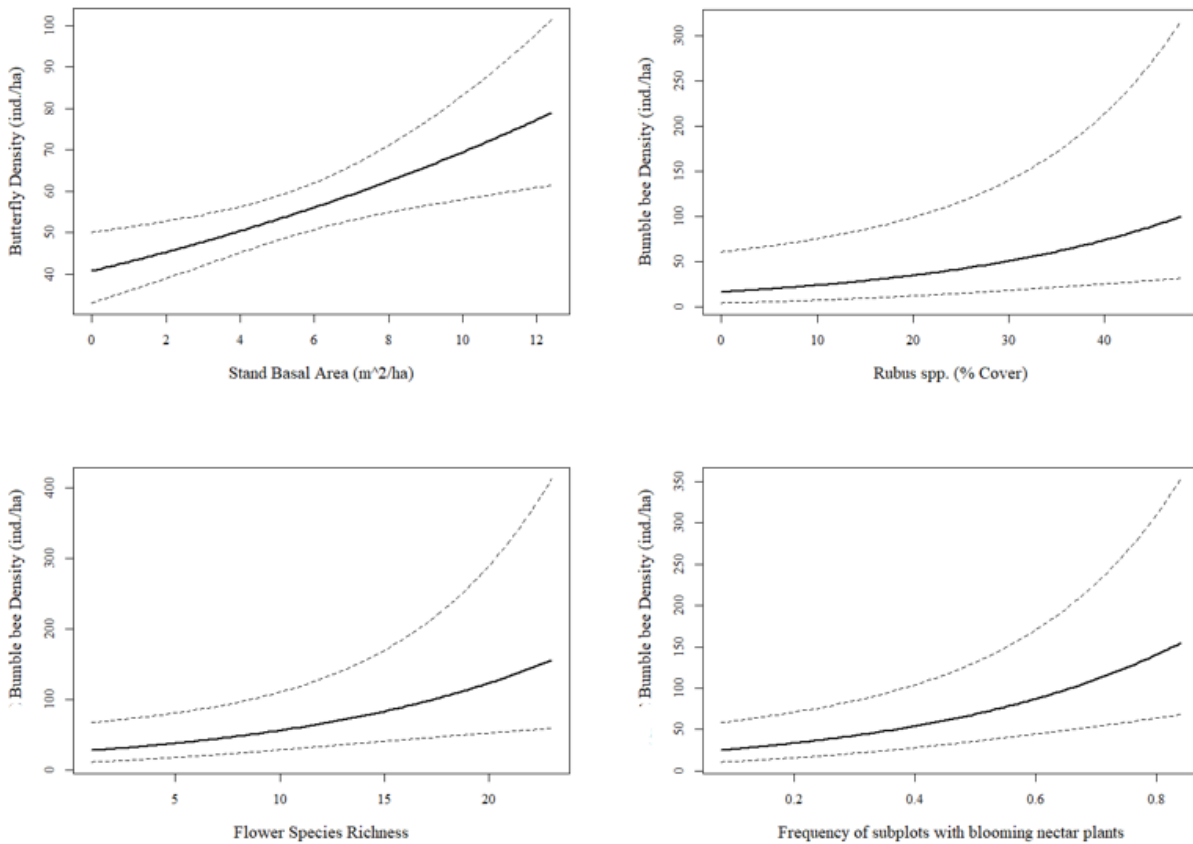 Butterfly Density (ind./ha)
40 50 60 70 80 90 100
0 2 4 6 8 10 12
Stand Basal Area (m^2/ha)
Bumble bee Density (ind./ha)
0 50 100 150 200 250 300
0 10 20 30 40
Rubus spp. (% Cover)
Bumble bee Density (ind./ha)
0 100 200 300 400
5 10 15 20
Flower Species Richness
Bumble bee Density (ind./ha)
0 50 100 150 200 250 300 350
0.2 0.4 0.6 0.8
Frequency of subplots with blooming nectar plants